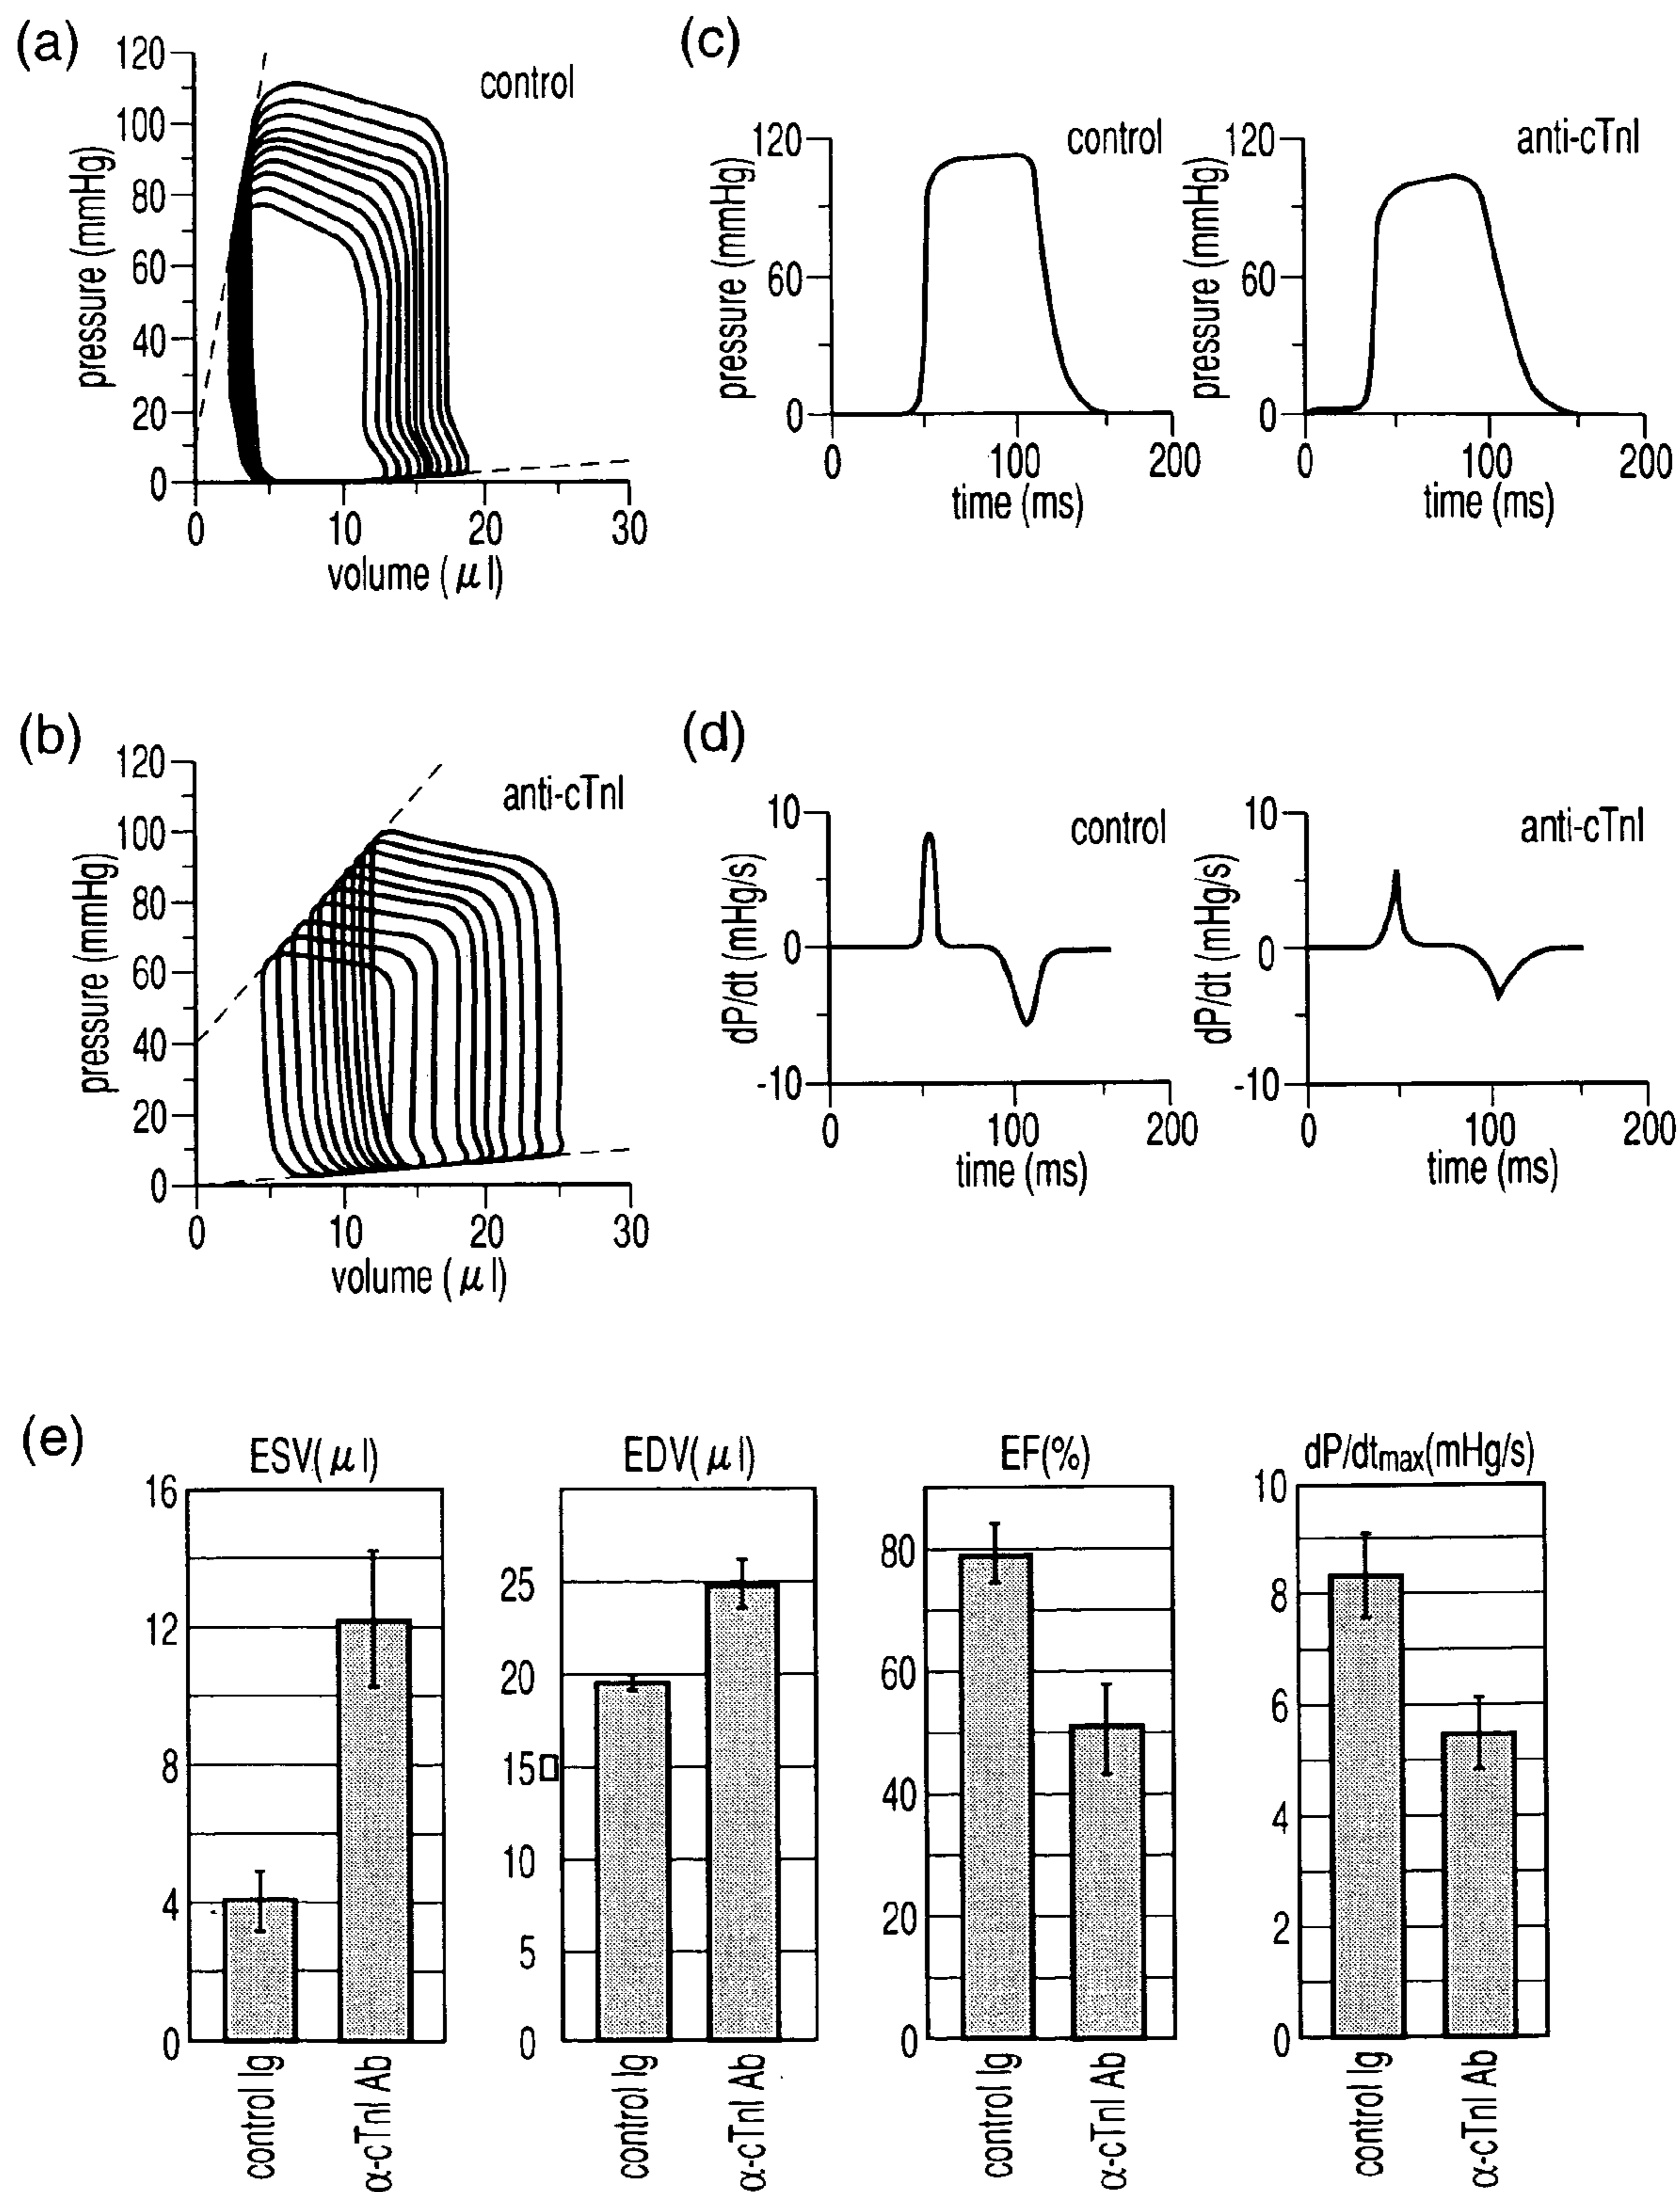 (a)
control
120
100
80
60
40
20
0
pressure (mmHg)
0 10 20 30
volume (μl)
(c)
control
120
60
0
pressure (mmHg)
0 100 200
time (ms)
anti-cTnI
120
60
0
pressure (mmHg)
0 100 200
time (ms)
(b)
anti-cTnI
120
100
80
60
40
20
0
pressure (mmHg)
0 10 20 30
volume (μl)
(d)
control
10
0
-10
dP/dt (mHg/s)
0 100 200
time (ms)
anti-cTnI
10
0
-10
dP/dt (mHg/s)
0 100 200
time (ms)
(e)
ESV(μl)
16
12
8
4
0
control Ig
α-cTnI Ab
EDV(μl)
25
20
15
10
5
0
control Ig
α-cTnI Ab
EF(%)
80
60
40
20
0
control Ig
α-cTnI Ab
dP/dtmax(mHg/s)
10
8
6
4
2
0
control Ig
α-cTnI Ab